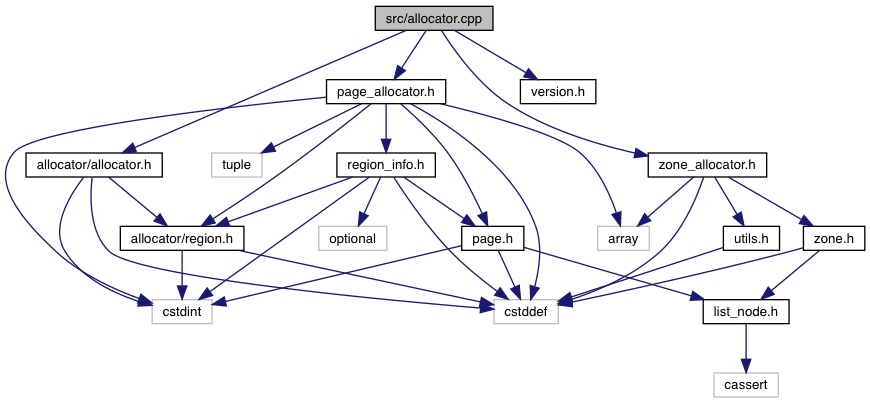 src/allocator.cpp
page_allocator.h
version.h
allocator/allocator.h
tuple
region_info.h
zone_allocator.h
allocator/region.h
optional
page.h
array
utils.h
zone.h
cstdint
cstddef
list_node.h
cassert